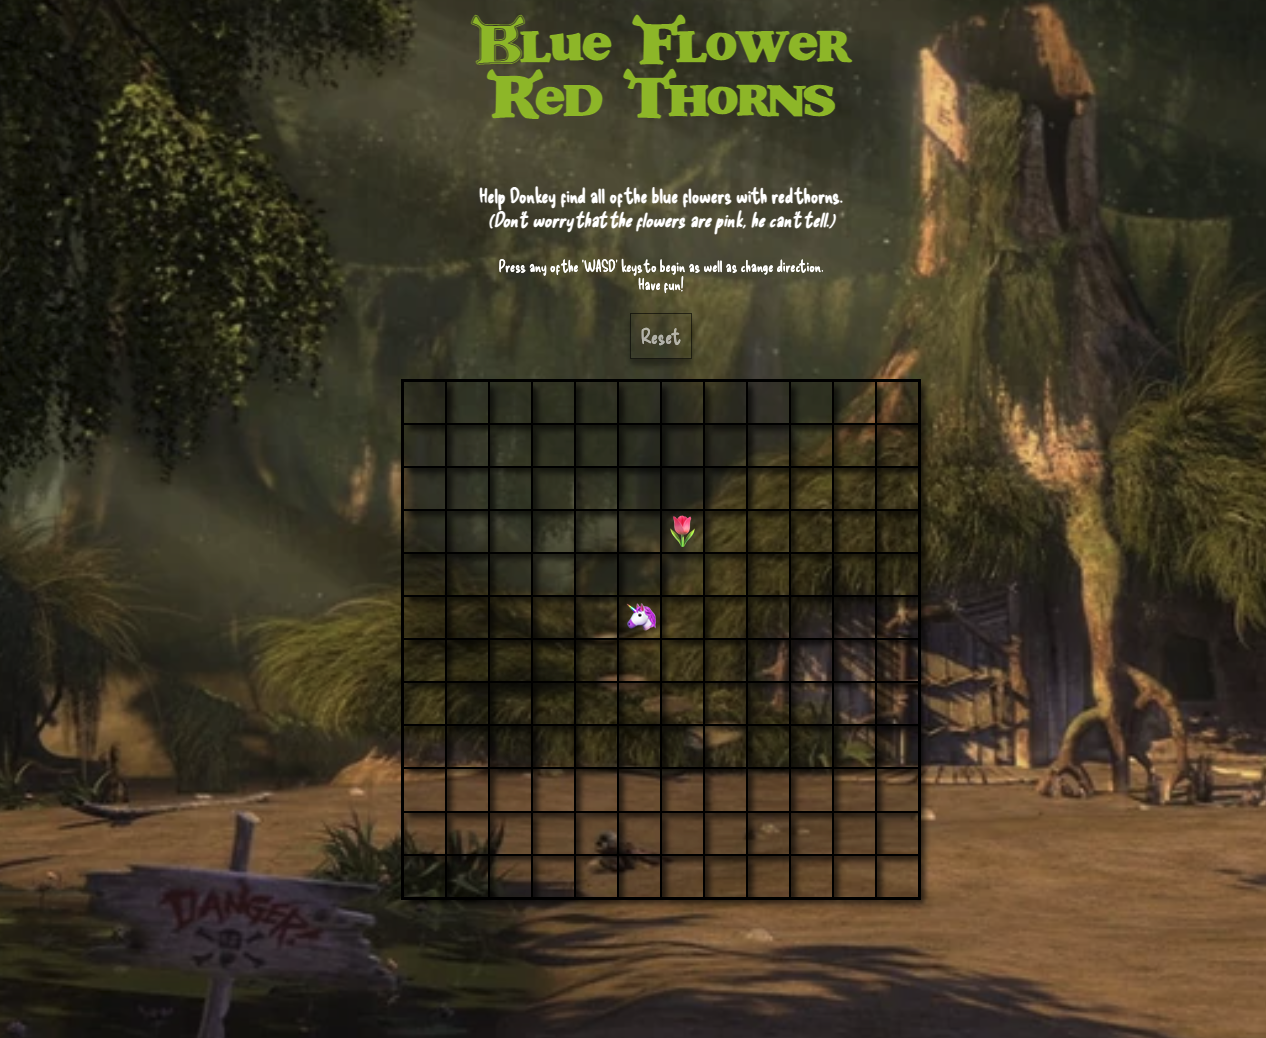 Blue Flower
Red Thorns
Help Donkey find all of the blue flowers with red thorns.
(Don't worry that the flowers are pink, he can't tell.)
Press any of the 'WASD' keys to begin as well as change direction.
Have fun!
Reset
DANGER!